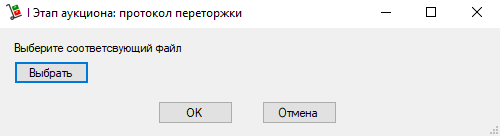 I Этап аукциона: протокол переторжки
Выберите соответсвующий файл
Выбрать
OK
Отмена